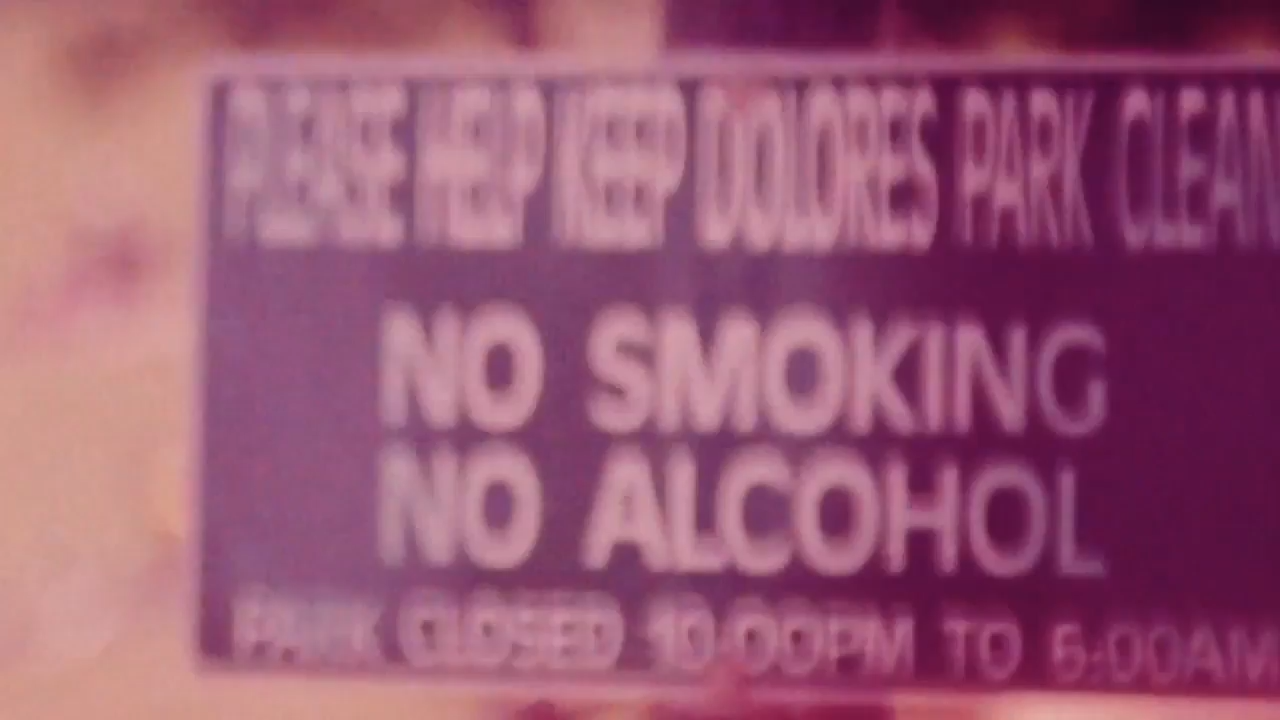 PLEASE HELP KEEP DOLORES PARK CLEAN
NO SMOKING
NO ALCOHOL
PARK CLOSED 10:00PM TO 6:00AM